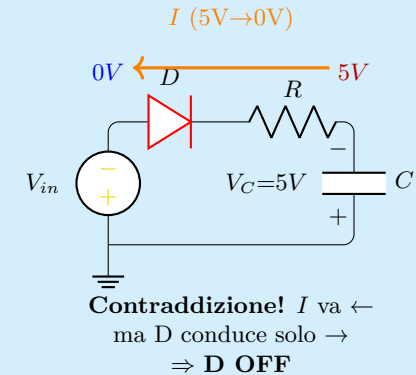 I (5V→0V)
0V
5V
D
R
−
−
V_in
V_C=5V
C
+
+
Contraddizione! I va ←
ma D conduce solo →
⇒ D OFF